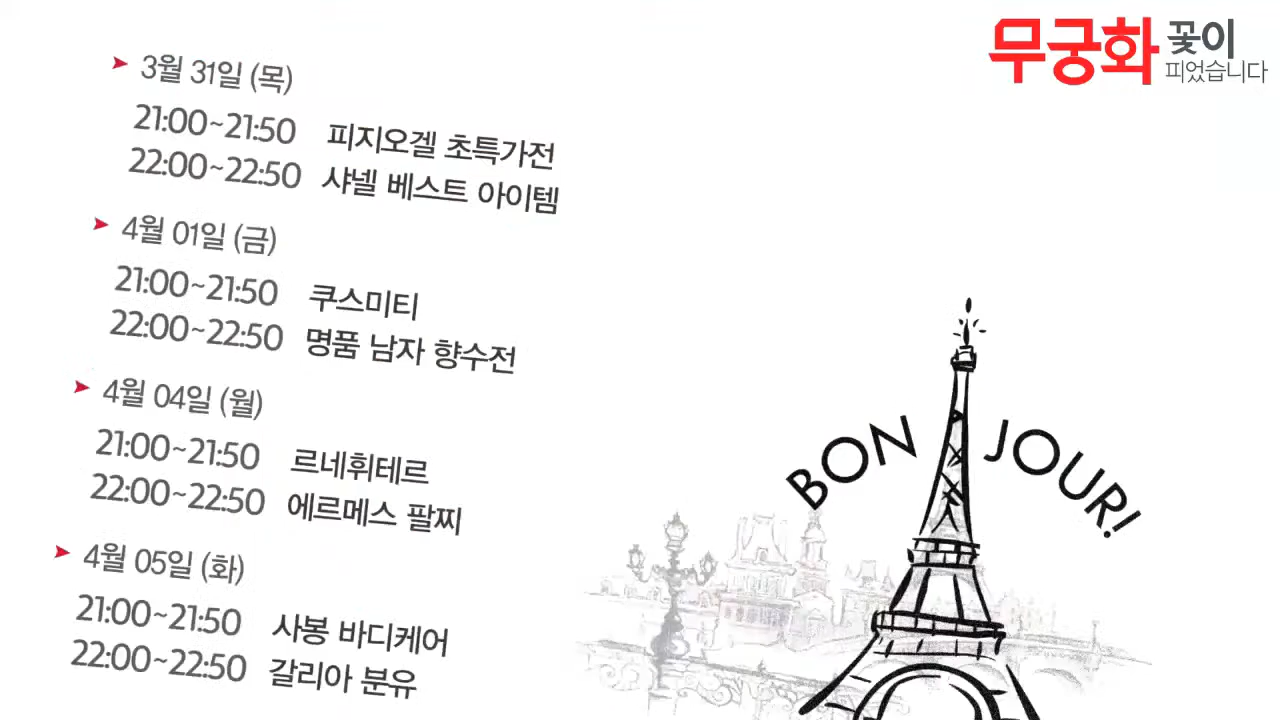 무궁화 꽃이
피었습니다
3월 31일 (목)
21:00~21:50 피지오겔 초특가전
22:00~22:50 샤넬 베스트 아이템
4월 01일 (금)
21:00~21:50 쿠스미티
22:00~22:50 명품 남자 향수전
4월 04일 (월)
21:00~21:50 르네휘테르
22:00~22:50 에르메스 팔찌
4월 05일 (화)
21:00~21:50 사봉 바디케어
22:00~22:50 갈리아 분유
BON JOUR!